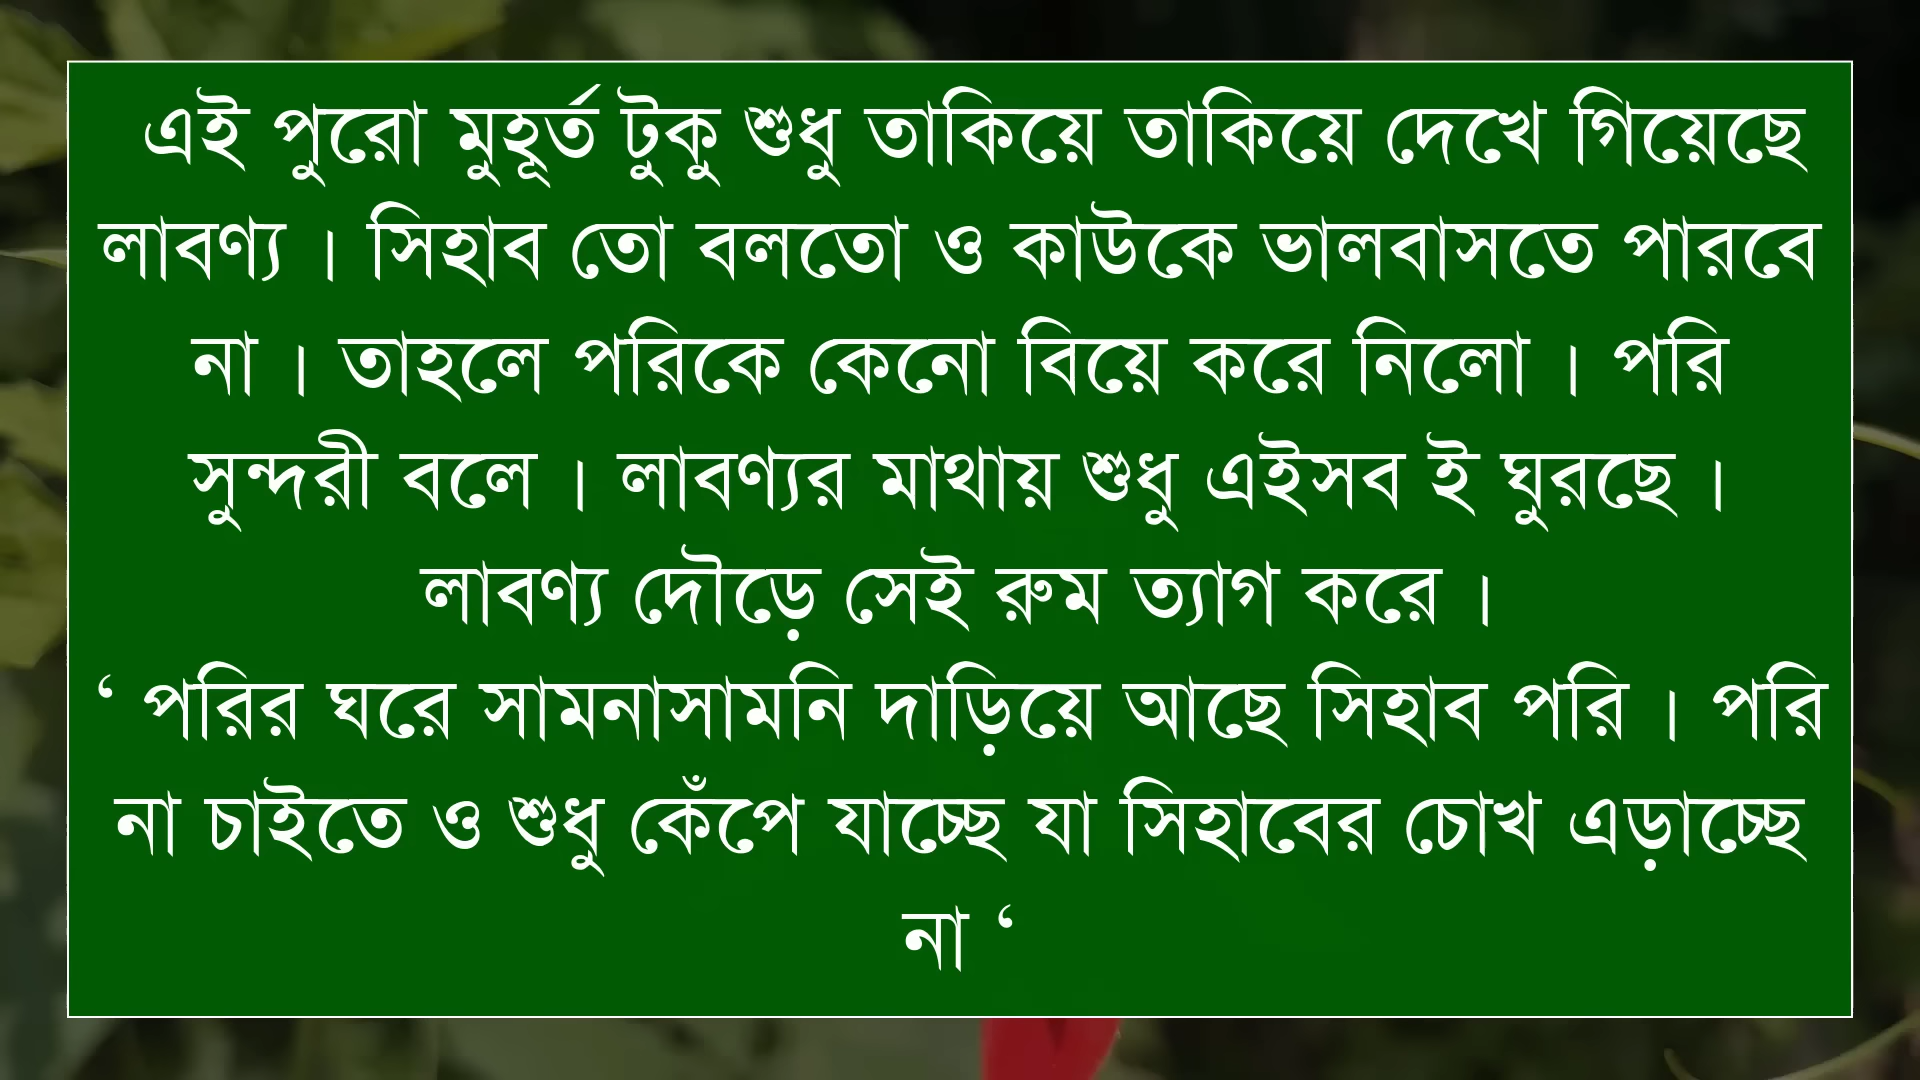 এই পুরো মুহূর্ত টুকু শুধু তাকিয়ে তাকিয়ে দেখে গিয়েছে
লাবণ্য । সিহাব তো বলতো ও কাউকে ভালবাসতে পারবে
না । তাহলে পরিকে কেনো বিয়ে করে নিলো । পরি
সুন্দরী বলে । লাবণ্যর মাথায় শুধু এইসব ই ঘুরছে ।
লাবণ্য দৌড়ে সেই রুম ত্যাগ করে ।
‘ পরির ঘরে সামনাসামনি দাড়িয়ে আছে সিহাব পরি । পরি
না চাইতে ও শুধু কেঁপে যাচ্ছে যা সিহাবের চোখ এড়াচ্ছে
না ‘